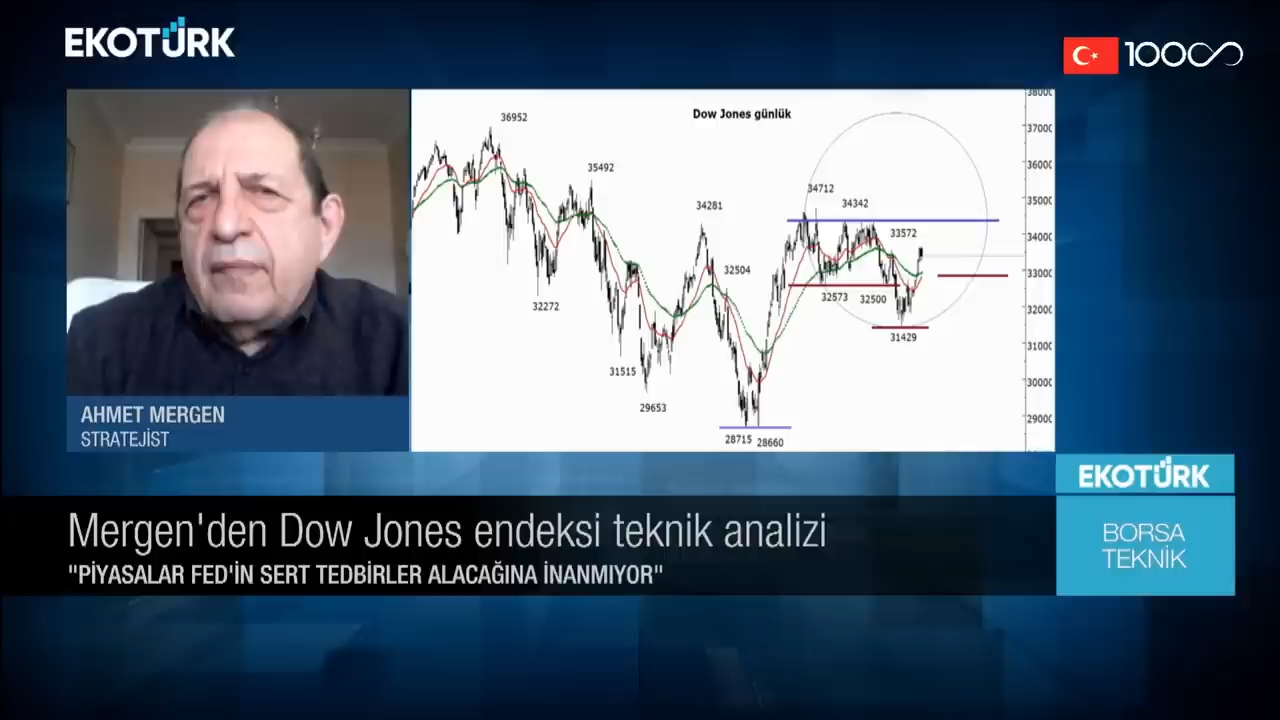 EKOTÜRK
100
Dow Jones günlük
36952
35492
34712
34342
34281
33572
32504
32573
32500
32272
31429
31515
29653
28715
28660
38000
37000
36000
35000
34000
33000
32000
31000
30000
29000
AHMET MERGEN
STRATEJİST
EKOTÜRK
BORSA
TEKNİK
Mergen'den Dow Jones endeksi teknik analizi
"PİYASALAR FED'İN SERT TEDBİRLER ALACAĞINA İNANMIYOR"